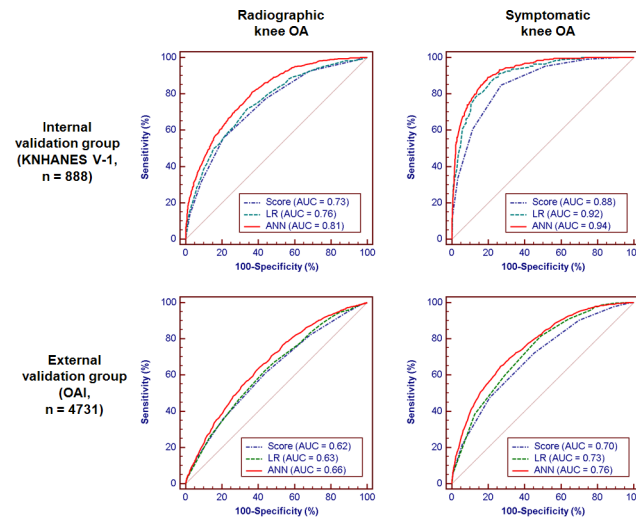 Radiographic
knee OA
Symptomatic
knee OA
Internal
validation group
(KNHANES V-1,
n = 888)
Sensitivity (%)
100
80
60
40
20
0
Score (AUC = 0.73)
LR (AUC = 0.76)
ANN (AUC = 0.81)
0 20 40 60 80 100
100-Specificity (%)
Sensitivity (%)
100
80
60
40
20
0
Score (AUC = 0.88)
LR (AUC = 0.92)
ANN (AUC = 0.94)
0 20 40 60 80 100
100-Specificity (%)
External
validation group
(OAI,
n = 4731)
Sensitivity (%)
100
80
60
40
20
0
Score (AUC = 0.62)
LR (AUC = 0.63)
ANN (AUC = 0.66)
0 20 40 60 80 100
100-Specificity (%)
Sensitivity (%)
100
80
60
40
20
0
Score (AUC = 0.70)
LR (AUC = 0.73)
ANN (AUC = 0.76)
0 20 40 60 80 100
100-Specificity (%)